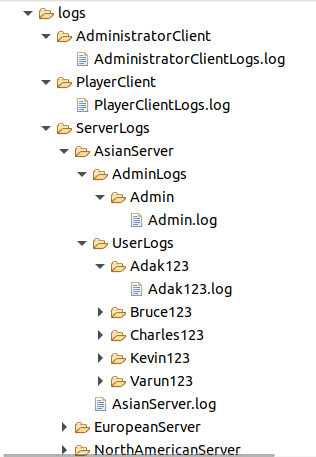 logs
AdministratorClient
AdministratorClientLogs.log
PlayerClient
PlayerClientLogs.log
ServerLogs
AsianServer
AdminLogs
Admin
Admin.log
UserLogs
Adak123
Adak123.log
Bruce123
Charles123
Kevin123
Varun123
AsianServer.log
EuropeanServer
NorthAmericanServer